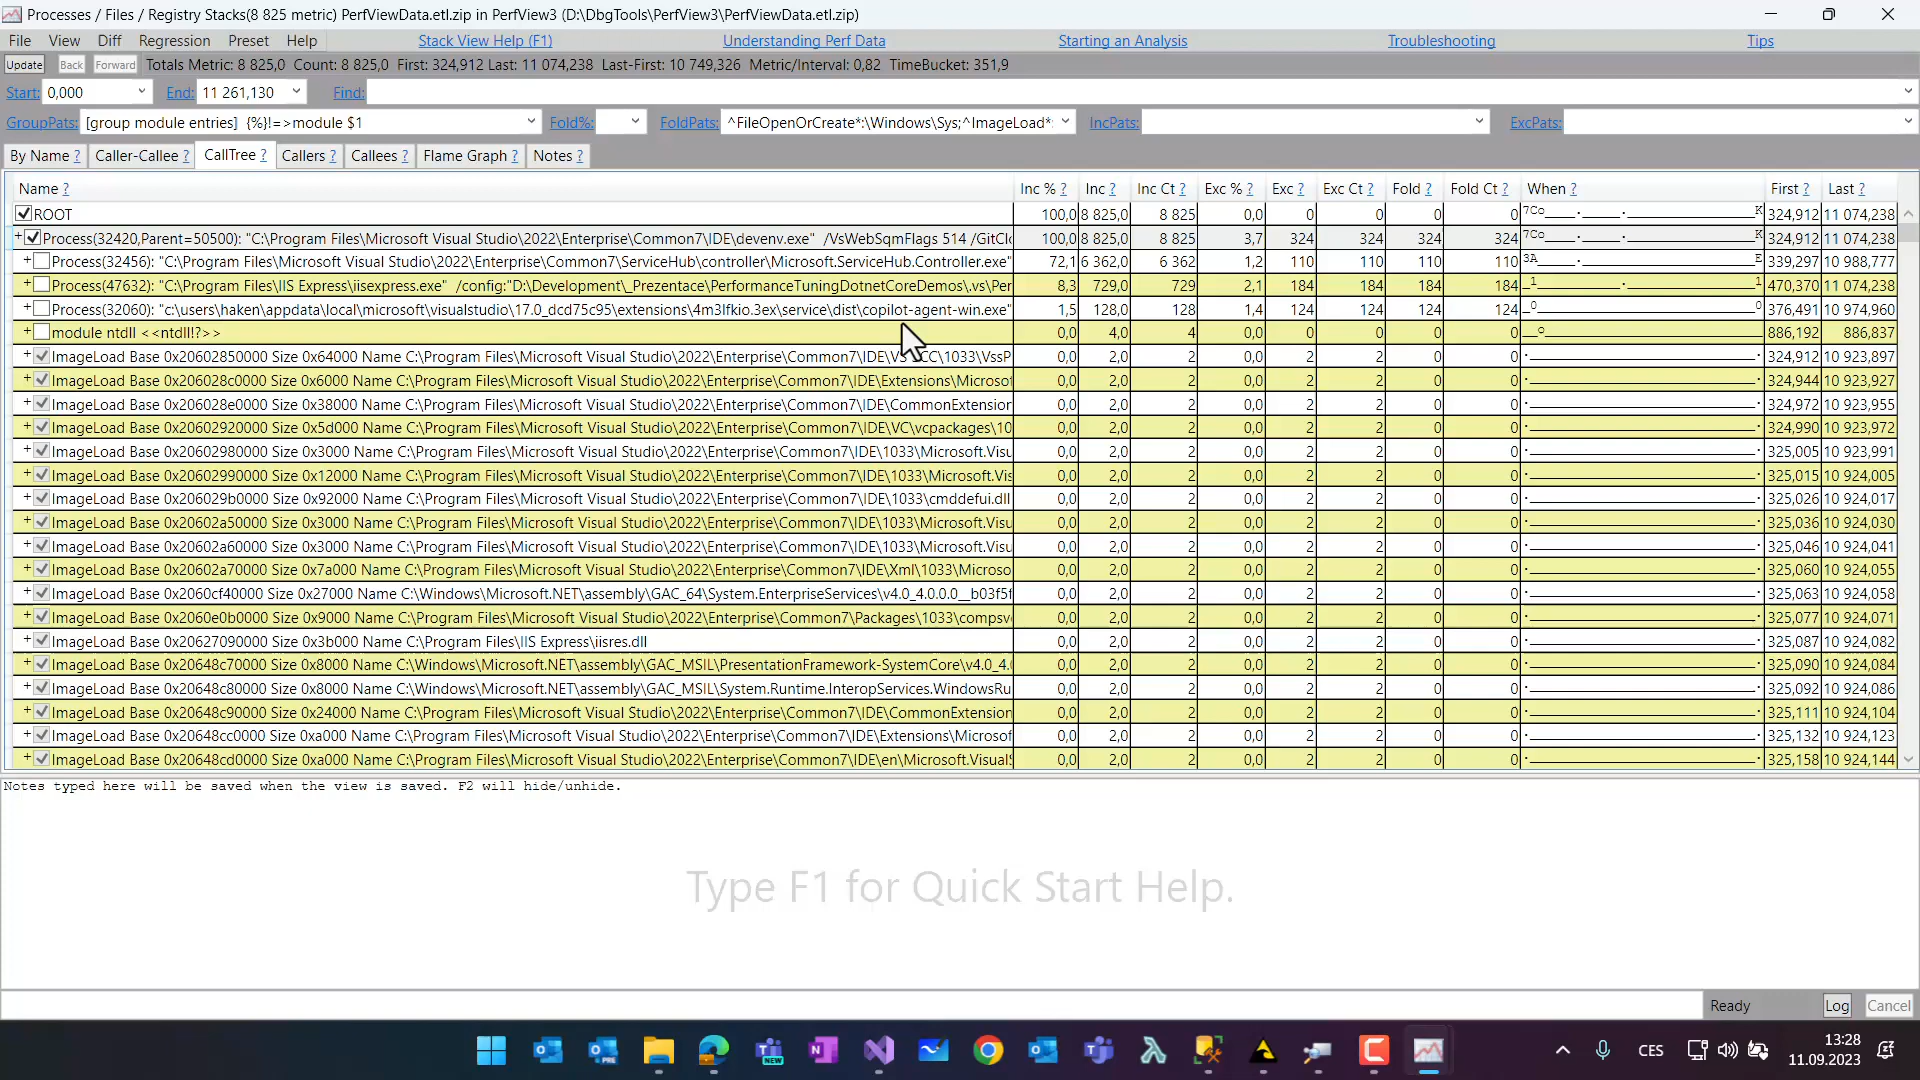 Processes / Files / Registry Stacks(8 825 metric) PerfViewData.etl.zip in PerfView3 (D:\DbgTools\PerfView3\PerfViewData.etl.zip)
File View Diff Regression Preset Help Stack View Help (F1) Understanding Perf Data Starting an Analysis Troubleshooting Tips
Update Back Forward Totals Metric: 8 825,0 Count: 8 825,0 First: 324,912 Last: 11 074,238 Last-First: 10 749,326 Metric/Interval: 0,82 TimeBucket: 351,9
Start: 0,000 End: 11 261,130 Find:
GroupPats: [group module entries] {%}!=>module $1 Fold%: FoldPats: ^FileOpenOrCreate*:\Windows\Sys;^ImageLoad*: IncPats: ExcPats:
By Name ? Caller-Callee ? CallTree ? Callers ? Callees ? Flame Graph ? Notes ?
Name ? Inc % ? Inc ? Inc Ct ? Exc % ? Exc ? Exc Ct ? Fold ? Fold Ct ? When ? First ? Last ?
ROOT 100,0 8 825,0 8 825 0,0 0 0 0 0 7Co____.____.______________K 324,912 11 074,238
+ Process(32420,Parent=50500): "C:\Program Files\Microsoft Visual Studio\2022\Enterprise\Common7\IDE\devenv.exe" /VsWebSqmFlags 514 /GitClo 100,0 8 825,0 8 825 3,7 324 324 324 324 7Co____.____.______________K 324,912 11 074,238
+ Process(32456): "C:\Program Files\Microsoft Visual Studio\2022\Enterprise\Common7\ServiceHub\controller\Microsoft.ServiceHub.Controller.exe" 72,1 6 362,0 6 362 1,2 110 110 110 110 3A_____.___________________E 339,297 10 988,777
+ Process(47632): "C:\Program Files\IIS Express\iisexpress.exe" /config:"D:\Development\_Prezentace\PerformanceTuningDotnetCoreDemos\.vs\Per 8,3 729,0 729 2,1 184 184 184 184 _1_____.____.______________1 470,370 11 074,238
+ Process(32060): "c:\users\haken\appdata\local\microsoft\visualstudio\17.0_dcd75c95\extensions\4m3lfkio.3ex\service\dist\copilot-agent-win.exe" 1,5 128,0 128 1,4 124 124 124 124 _0_________________________0 376,491 10 974,960
+ module ntdll <<ntdll!?>> 0,0 4,0 4 0,0 0 0 0 0 __o_________________________ 886,192 886,837
+ ImageLoad Base 0x20602850000 Size 0x64000 Name C:\Program Files\Microsoft Visual Studio\2022\Enterprise\Common7\IDE\ CC\1033\VssP 0,0 2,0 2 0,0 2 2 0 0 .__________________________. 324,912 10 923,897
+ ImageLoad Base 0x206028c0000 Size 0x6000 Name C:\Program Files\Microsoft Visual Studio\2022\Enterprise\Common7\IDE\Extensions\Microsof 0,0 2,0 2 0,0 2 2 0 0 .__________________________. 324,944 10 923,927
+ ImageLoad Base 0x206028e0000 Size 0x38000 Name C:\Program Files\Microsoft Visual Studio\2022\Enterprise\Common7\IDE\CommonExtension 0,0 2,0 2 0,0 2 2 0 0 .__________________________. 324,972 10 923,955
+ ImageLoad Base 0x20602920000 Size 0x5d000 Name C:\Program Files\Microsoft Visual Studio\2022\Enterprise\Common7\IDE\VC\vcpackages\10 0,0 2,0 2 0,0 2 2 0 0 .__________________________. 324,990 10 923,972
+ ImageLoad Base 0x20602980000 Size 0x3000 Name C:\Program Files\Microsoft Visual Studio\2022\Enterprise\Common7\IDE\1033\Microsoft.Visu 0,0 2,0 2 0,0 2 2 0 0 .__________________________. 325,005 10 923,991
+ ImageLoad Base 0x20602990000 Size 0x12000 Name C:\Program Files\Microsoft Visual Studio\2022\Enterprise\Common7\IDE\1033\Microsoft.Vis 0,0 2,0 2 0,0 2 2 0 0 .__________________________. 325,015 10 924,005
+ ImageLoad Base 0x206029b0000 Size 0x92000 Name C:\Program Files\Microsoft Visual Studio\2022\Enterprise\Common7\IDE\1033\cmddefui.dll 0,0 2,0 2 0,0 2 2 0 0 .__________________________. 325,026 10 924,017
+ ImageLoad Base 0x20602a50000 Size 0x3000 Name C:\Program Files\Microsoft Visual Studio\2022\Enterprise\Common7\IDE\1033\Microsoft.Visu 0,0 2,0 2 0,0 2 2 0 0 .__________________________. 325,036 10 924,030
+ ImageLoad Base 0x20602a60000 Size 0x3000 Name C:\Program Files\Microsoft Visual Studio\2022\Enterprise\Common7\IDE\1033\Microsoft.Visu 0,0 2,0 2 0,0 2 2 0 0 .__________________________. 325,046 10 924,041
+ ImageLoad Base 0x20602a70000 Size 0x7a000 Name C:\Program Files\Microsoft Visual Studio\2022\Enterprise\Common7\IDE\Xml\1033\Microso 0,0 2,0 2 0,0 2 2 0 0 .__________________________. 325,060 10 924,055
+ ImageLoad Base 0x2060cf40000 Size 0x27000 Name C:\Windows\Microsoft.NET\assembly\GAC_64\System.EnterpriseServices\v4.0_4.0.0.0__b03f5f 0,0 2,0 2 0,0 2 2 0 0 .__________________________. 325,063 10 924,058
+ ImageLoad Base 0x2060e0b0000 Size 0x9000 Name C:\Program Files\Microsoft Visual Studio\2022\Enterprise\Common7\Packages\1033\compsv 0,0 2,0 2 0,0 2 2 0 0 .__________________________. 325,077 10 924,071
+ ImageLoad Base 0x20627090000 Size 0x3b000 Name C:\Program Files\IIS Express\iisres.dll 0,0 2,0 2 0,0 2 2 0 0 .__________________________. 325,087 10 924,082
+ ImageLoad Base 0x20648c70000 Size 0x8000 Name C:\Windows\Microsoft.NET\assembly\GAC_MSIL\PresentationFramework-SystemCore\v4.0_4. 0,0 2,0 2 0,0 2 2 0 0 .__________________________. 325,090 10 924,084
+ ImageLoad Base 0x20648c80000 Size 0x8000 Name C:\Windows\Microsoft.NET\assembly\GAC_MSIL\System.Runtime.InteropServices.WindowsRu 0,0 2,0 2 0,0 2 2 0 0 .__________________________. 325,092 10 924,086
+ ImageLoad Base 0x20648c90000 Size 0x24000 Name C:\Program Files\Microsoft Visual Studio\2022\Enterprise\Common7\IDE\CommonExtension 0,0 2,0 2 0,0 2 2 0 0 .__________________________. 325,111 10 924,104
+ ImageLoad Base 0x20648cc0000 Size 0xa000 Name C:\Program Files\Microsoft Visual Studio\2022\Enterprise\Common7\IDE\Extensions\Microsof 0,0 2,0 2 0,0 2 2 0 0 .__________________________. 325,132 10 924,123
+ ImageLoad Base 0x20648cd0000 Size 0xa000 Name C:\Program Files\Microsoft Visual Studio\2022\Enterprise\Common7\IDE\en\Microsoft.VisualS 0,0 2,0 2 0,0 2 2 0 0 .__________________________. 325,158 10 924,144
Notes typed here will be saved when the view is saved. F2 will hide/unhide.
Type F1 for Quick Start Help.
Ready Log Cancel
PRE NEW CES 13:28
11.09.2023